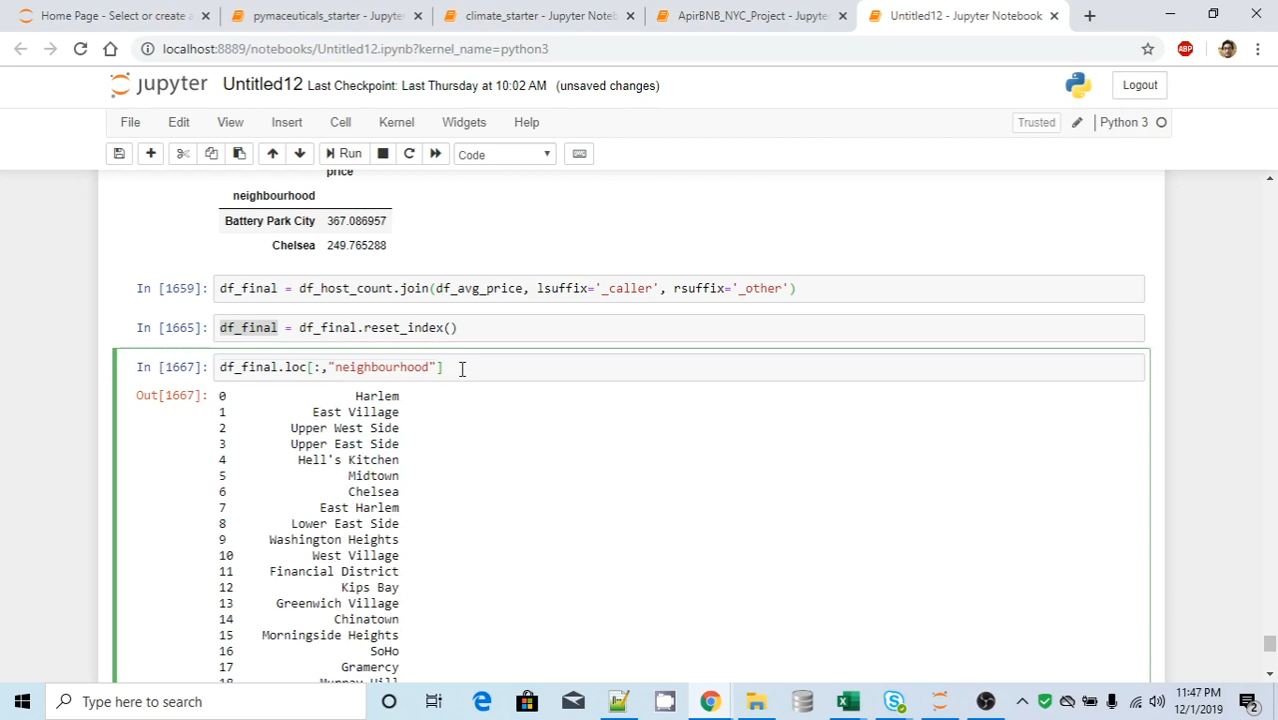 Home Page - Select or create a
pymaceuticals_starter - Jupyter
climate_starter - Jupyter Noteb
ApirBNB_NYC_Project - Jupyter
Untitled12 - Jupyter Notebook
localhost:8889/notebooks/Untitled12.ipynb?kernel_name=python3
ABP
jupyter Untitled12 Last Checkpoint: Last Thursday at 10:02 AM (unsaved changes)
Logout
File Edit View Insert Cell Kernel Widgets Help
Trusted
Python 3
Run
Code
price
neighbourhood
Battery Park City 367.086957
Chelsea 249.765288
In [1659]: df_final = df_host_count.join(df_avg_price, lsuffix='_caller', rsuffix='_other')
In [1665]: df_final = df_final.reset_index()
In [1667]: df_final.loc[:,"neighbourhood"]
Out[1667]: 0 Harlem
1 East Village
2 Upper West Side
3 Upper East Side
4 Hell's Kitchen
5 Midtown
6 Chelsea
7 East Harlem
8 Lower East Side
9 Washington Heights
10 West Village
11 Financial District
12 Kips Bay
13 Greenwich Village
14 Chinatown
15 Morningside Heights
16 SoHo
17 Gramercy
18 Murray Hill
Type here to search
11:47 PM
12/1/2019
2